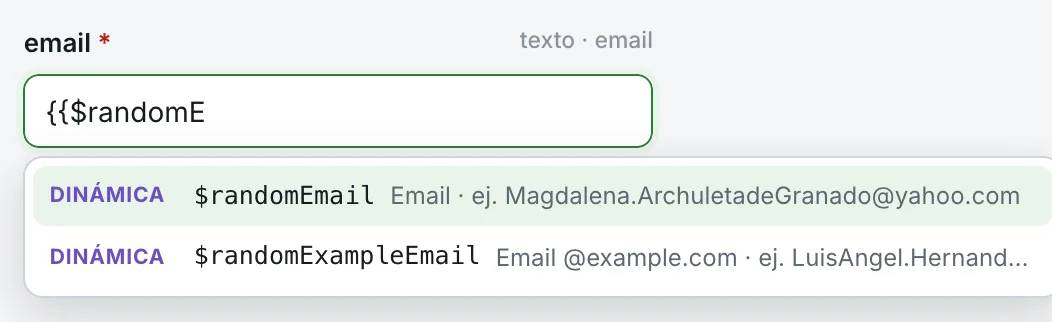 email * texto · email
{{$randomE
DINÁMICA $randomEmail Email · ej. Magdalena.ArchuletadeGranado@yahoo.com
DINÁMICA $randomExampleEmail Email @example.com · ej. LuisAngel.Hernand...